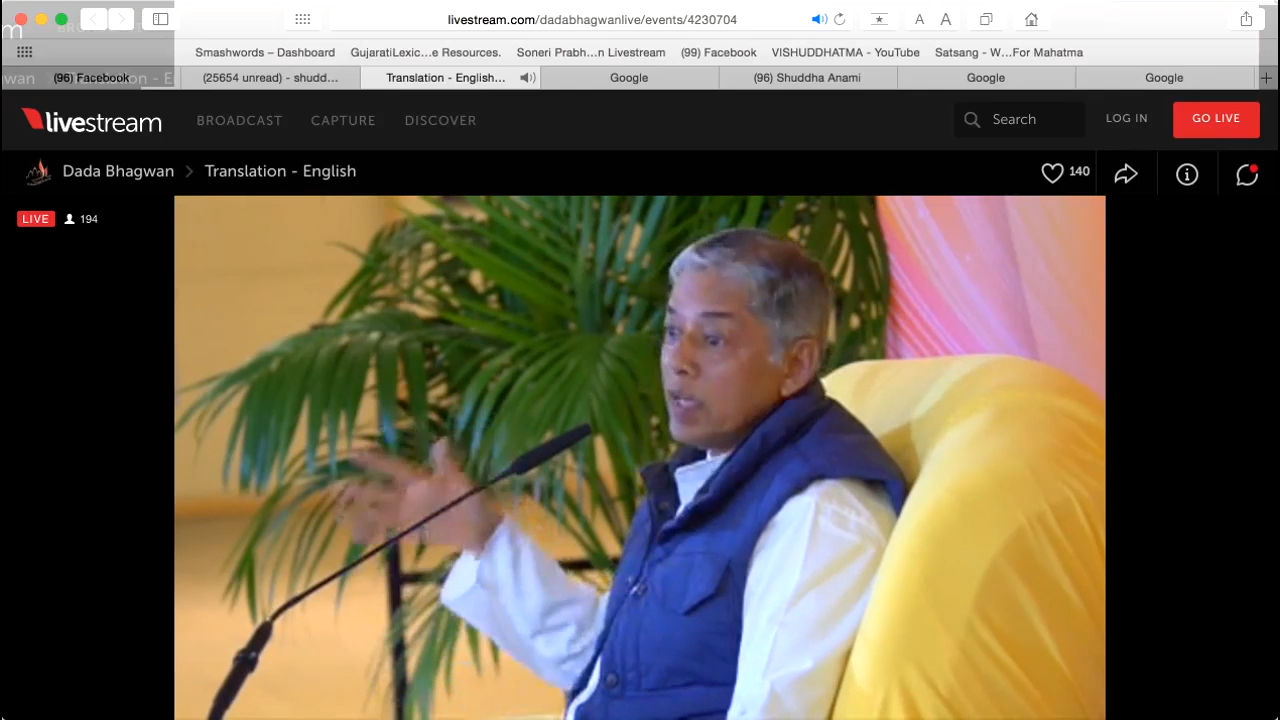 livestream.com/dadabhagwanlive/events/4230704
A A
Smashwords – Dashboard GujaratiLexic...e Resources. Soneri Prabh...n Livestream (99) Facebook VISHUDDHATMA - YouTube Satsang - W...For Mahatma
(96) Facebook (25654 unread) - shudd... Translation - English... Google (96) Shuddha Anami Google Google
livestream BROADCAST CAPTURE DISCOVER Search LOG IN GO LIVE
Dada Bhagwan > Translation - English 140
LIVE 194